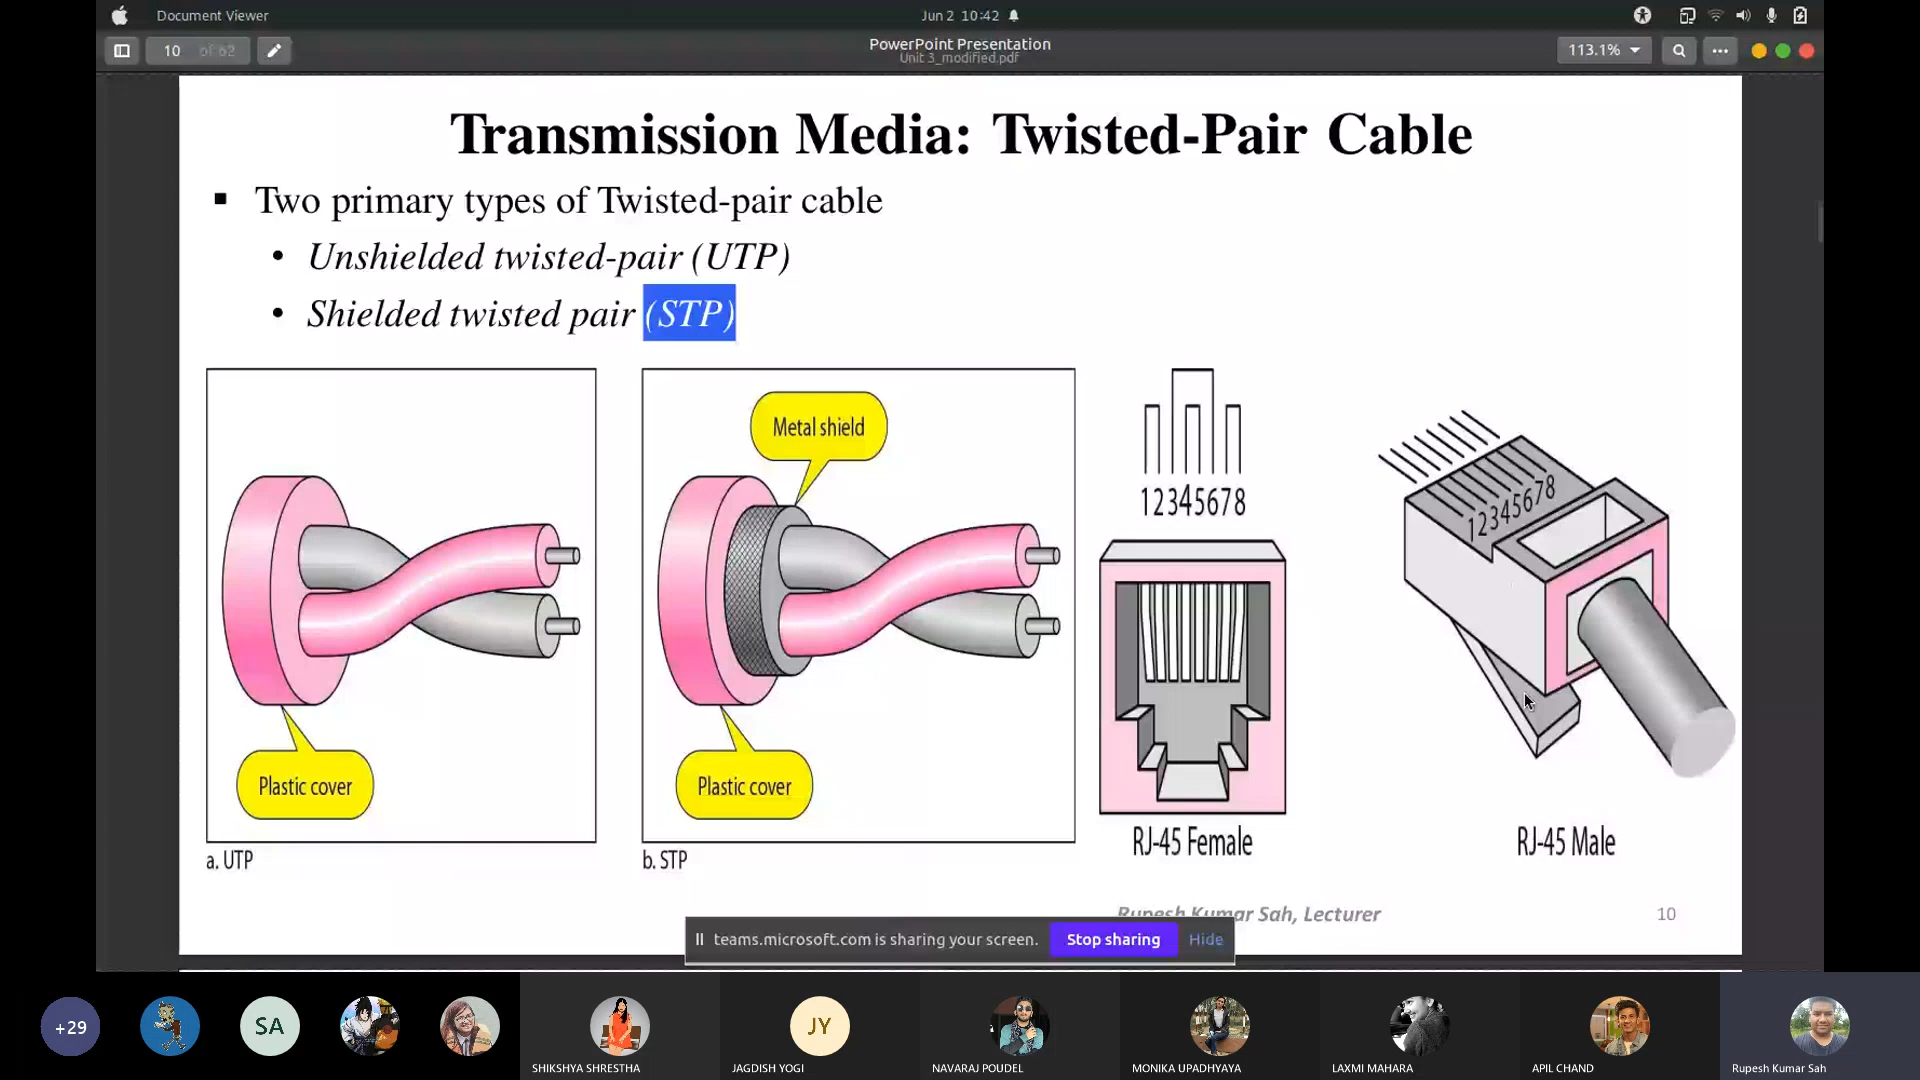 Document Viewer
Jun 2 10:42
10 of 62
PowerPoint Presentation
Unit 3_modified.pdf
113.1%
Transmission Media: Twisted-Pair Cable
▪ Two primary types of Twisted-pair cable
• Unshielded twisted-pair (UTP)
• Shielded twisted pair (STP)
Metal shield
12345678
12345678
Plastic cover
Plastic cover
RJ-45 Female
RJ-45 Male
a. UTP
b. STP
Rupesh Kumar Sah, Lecturer
10
teams.microsoft.com is sharing your screen.
Stop sharing
Hide
+29
SA
JY
SHIKSHYA SHRESTHA
JAGDISH YOGI
NAVARAJ POUDEL
MONIKA UPADHYAYA
LAXMI MAHARA
APIL CHAND
Rupesh Kumar Sah